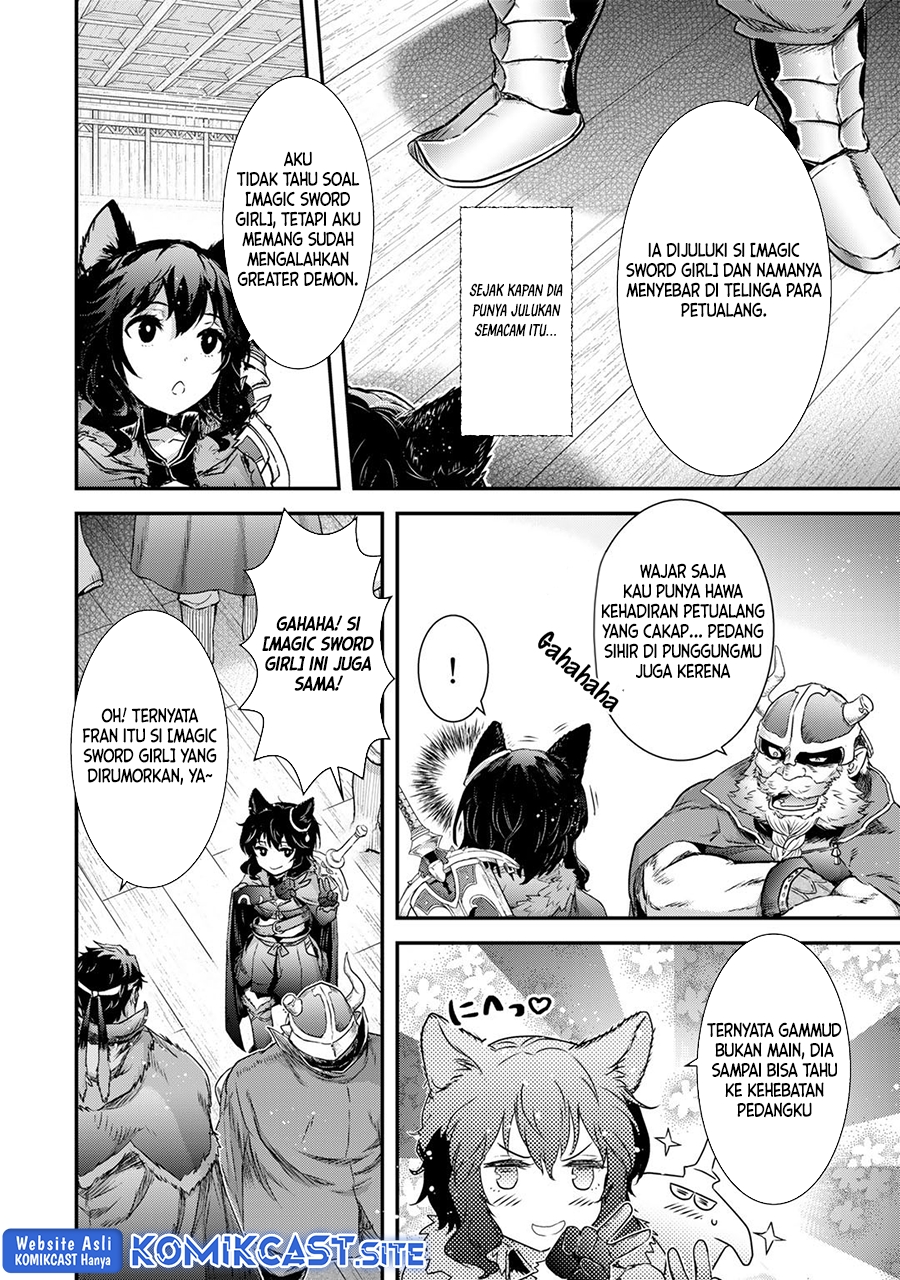 IA DIJULUKI SI [MAGIC
SWORD GIRL] DAN NAMANYA
MENYEBAR DI TELINGA PARA
PETUALANG.
SEJAK KAPAN DIA
PUNYA JULUKAN
SEMACAM ITU...
AKU
TIDAK TAHU SOAL
[MAGIC SWORD
GIRL], TETAPI AKU
MEMANG SUDAH
MENGALAHKAN
GREATER DEMON.
WAJAR SAJA
KAU PUNYA HAWA
KEHADIRAN PETUALANG
YANG CAKAP... PEDANG
SIHIR DI PUNGGUNGMU
JUGA KERENA
Gahahaha
!
GAHAHA! SI
[MAGIC SWORD
GIRL] INI JUGA
SAMA!
OH! TERNYATA
FRAN ITU SI [MAGIC
SWORD GIRL] YANG
DIRUMORKAN, YA~
TERNYATA GAMMUD
BUKAN MAIN, DIA
SAMPAI BISA TAHU
KE KEHEBATAN
PEDANGKU
にへっ♡
Website Asli
KOMIKCAST Hanya
KOMIKCAST.SITE